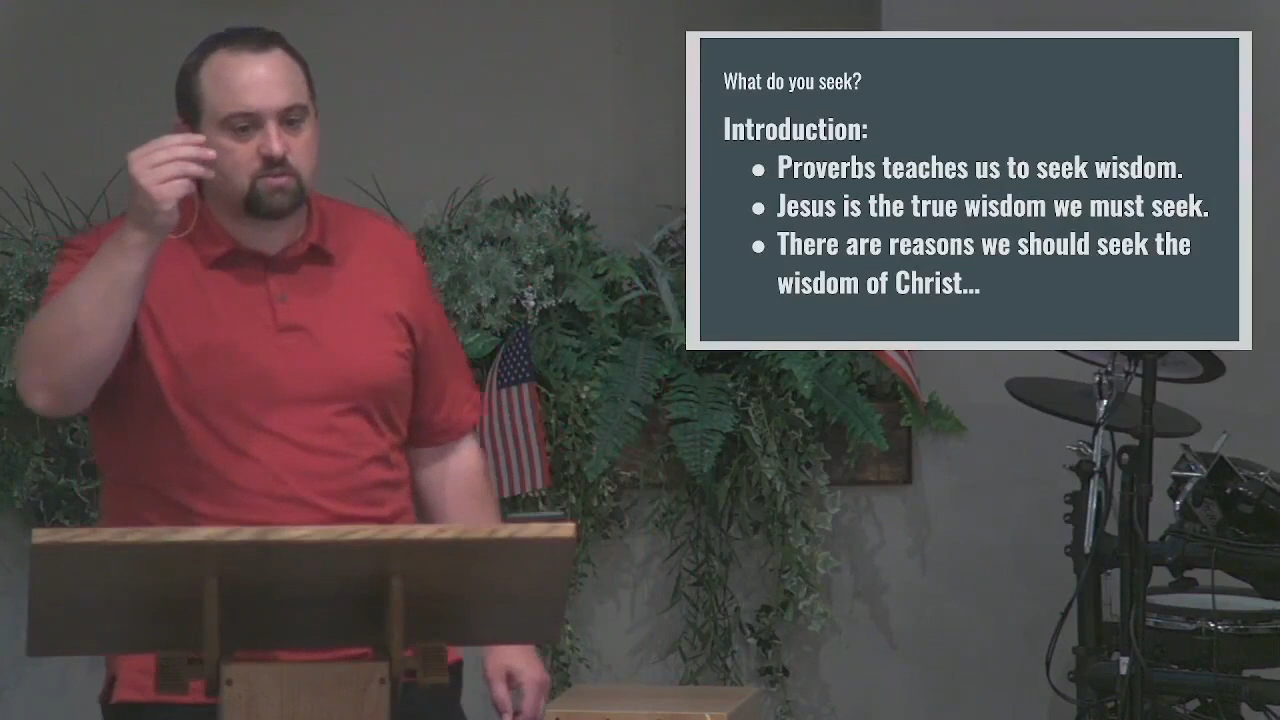 What do you seek?
Introduction:
● Proverbs teaches us to seek wisdom.
● Jesus is the true wisdom we must seek.
● There are reasons we should seek the
wisdom of Christ...